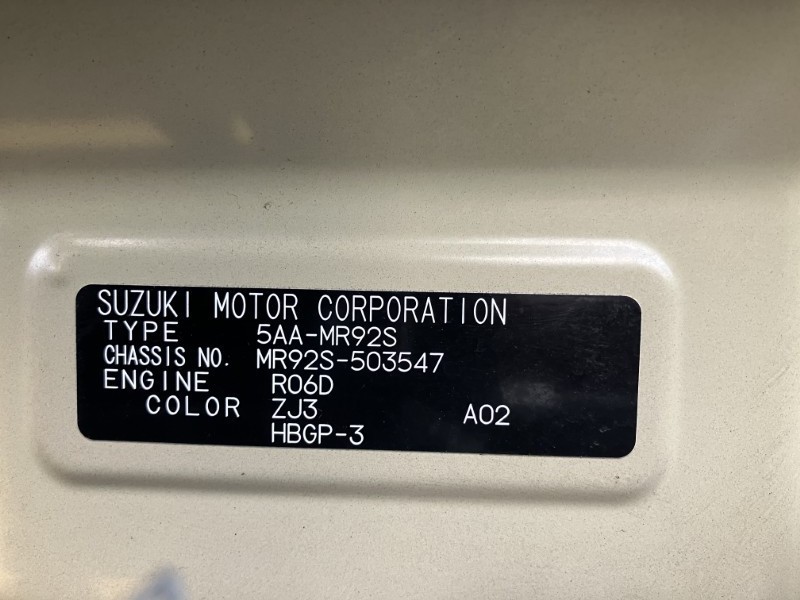 SUZUKI MOTOR CORPORATION
TYPE 5AA-MR92S
CHASSIS NO. MR92S-503547
ENGINE R06D
COLOR ZJ3 A02
HBGP-3